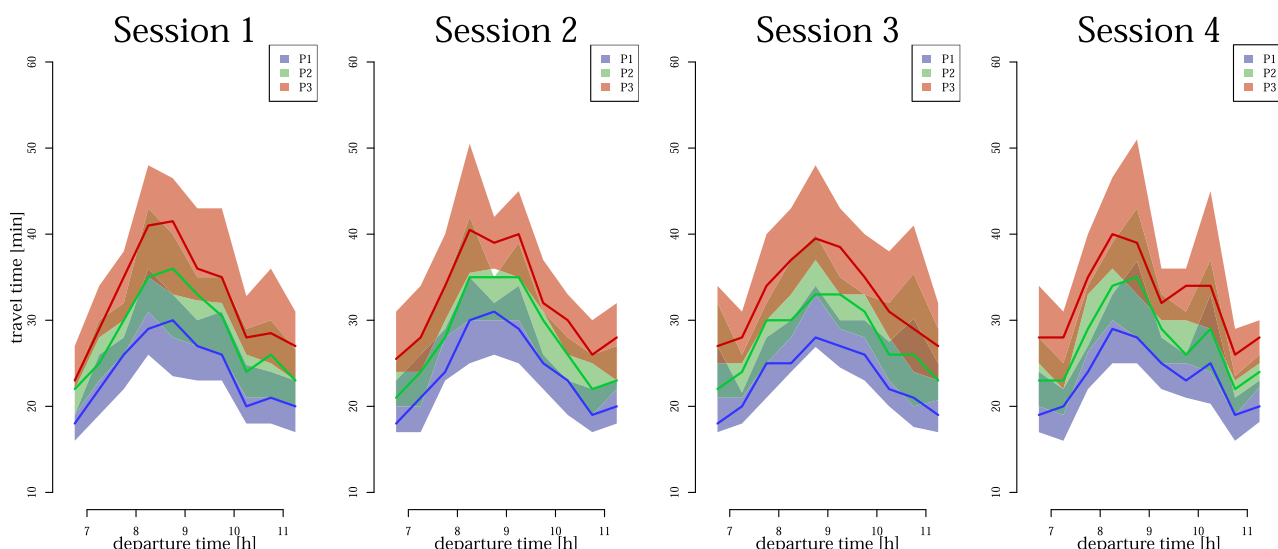 Session 1
Session 2
Session 3
Session 4
P1
P2
P3
P1
P2
P3
P1
P2
P3
P1
P2
P3
travel time [min]
60
50
40
30
20
10
60
50
40
30
20
10
60
50
40
30
20
10
60
50
40
30
20
10
7 8 9 10 11
7 8 9 10 11
7 8 9 10 11
7 8 9 10 11
departure time [h]
departure time [h]
departure time [h]
departure time [h]